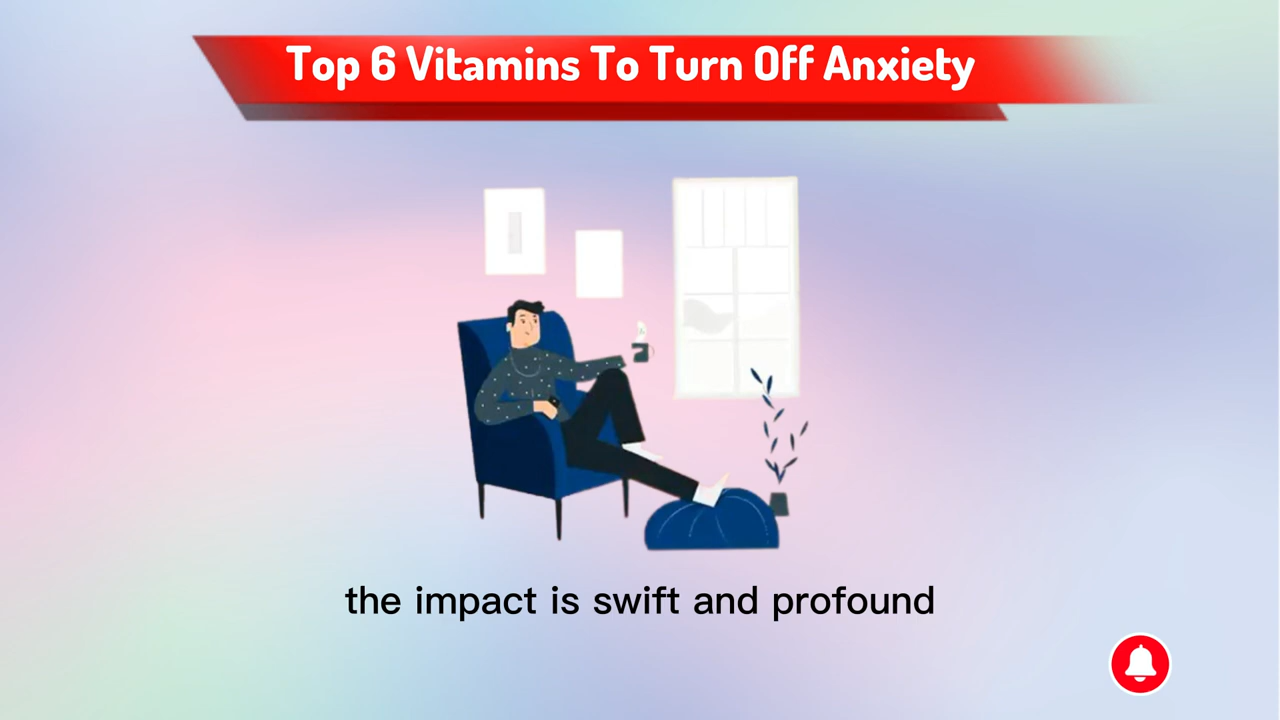 Top 6 Vitamins To Turn Off Anxiety
the impact is swift and profound